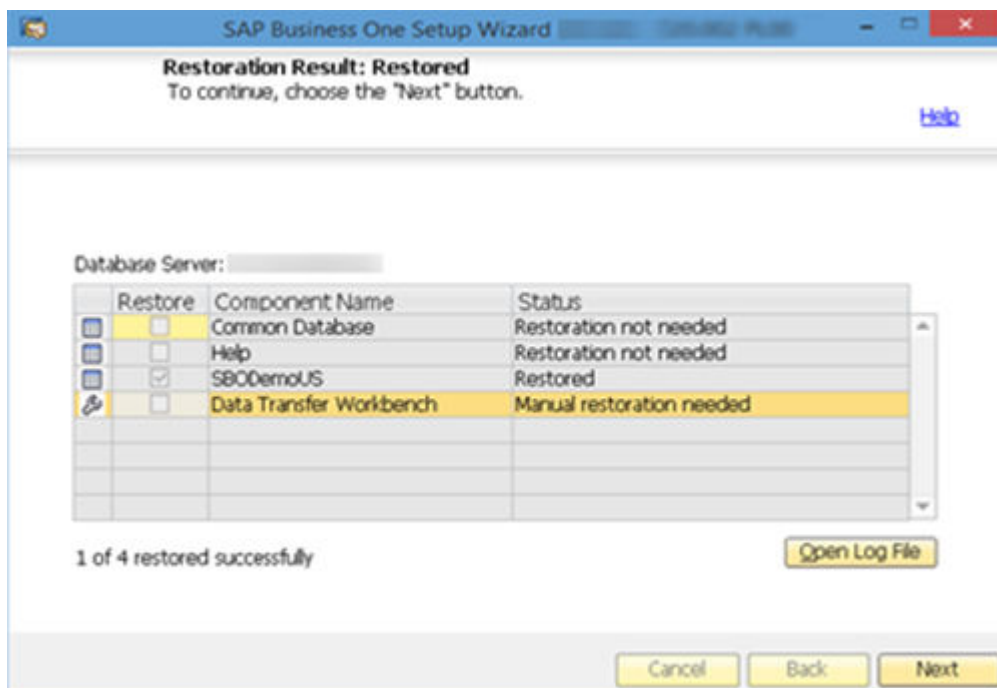 SAP Business One Setup Wizard
Restoration Result: Restored
To continue, choose the "Next" button.
Help
Database Server:
Restore Component Name Status
Common Database Restoration not needed
Help Restoration not needed
SBODemoUS Restored
Data Transfer Workbench Manual restoration needed
1 of 4 restored successfully
Open Log File
Cancel Back Next